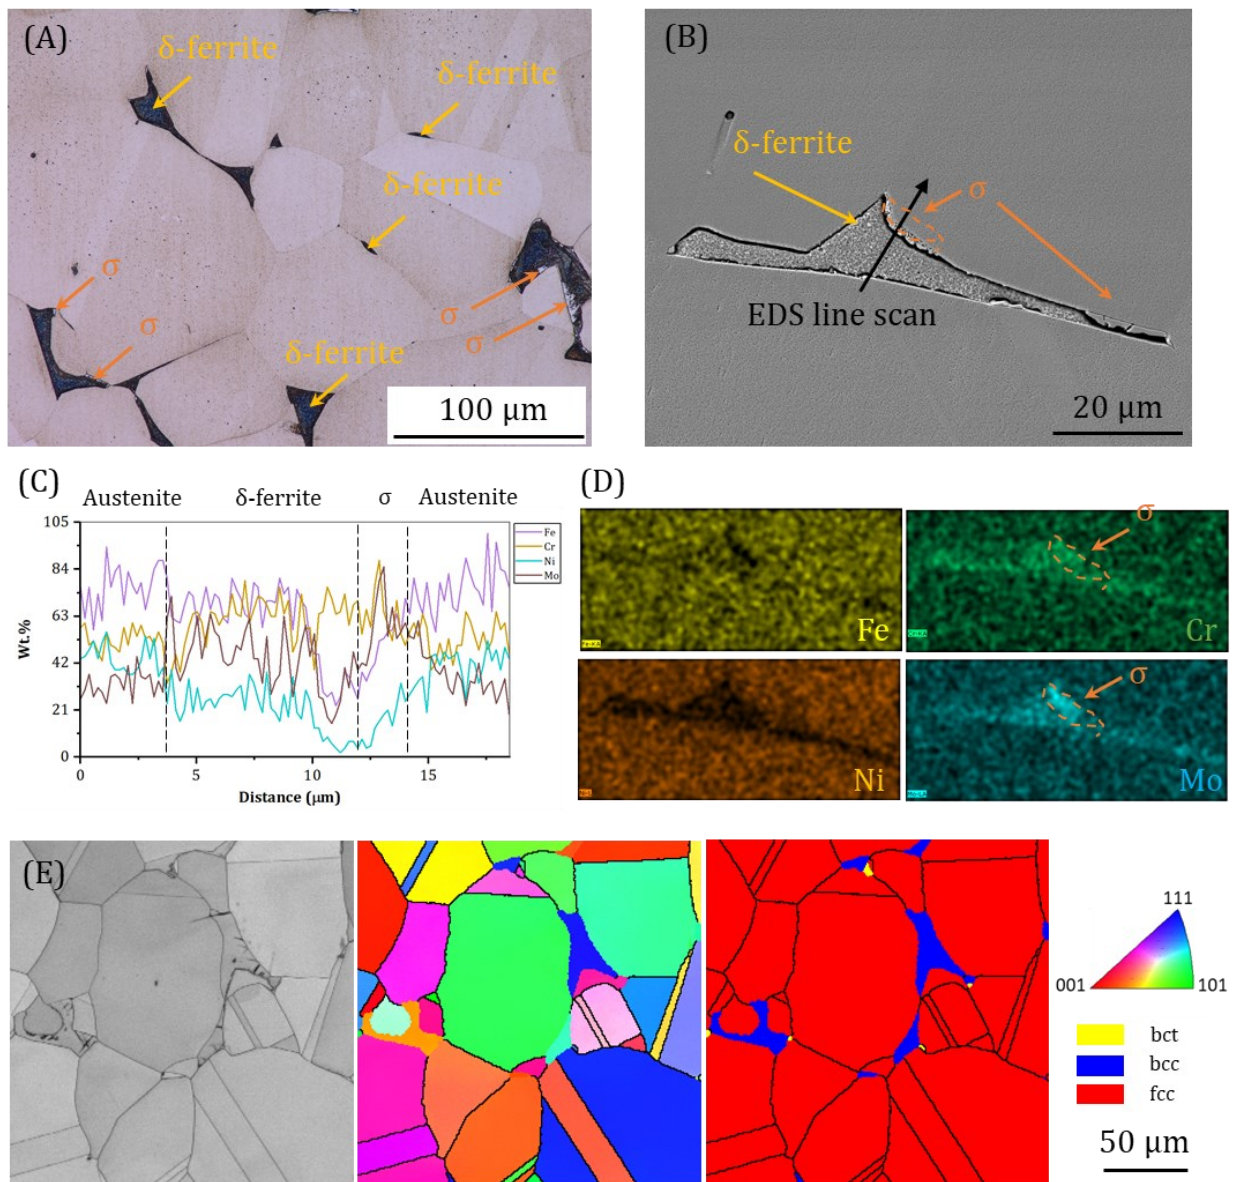 (A)
δ-ferrite
δ-ferrite
δ-ferrite
σ
σ
σ
σ
δ-ferrite
100 μm
(B)
δ-ferrite
σ
EDS line scan
20 μm
(C)
Austenite
δ-ferrite
σ
Austenite
105
84
63
42
21
0
Wt.%
0
5
10
15
Distance (μm)
Fe
Cr
Ni
Mo
(D)
Fe
σ
Cr
Ni
σ
Mo
(E)
111
001
101
bct
bcc
fcc
50 μm